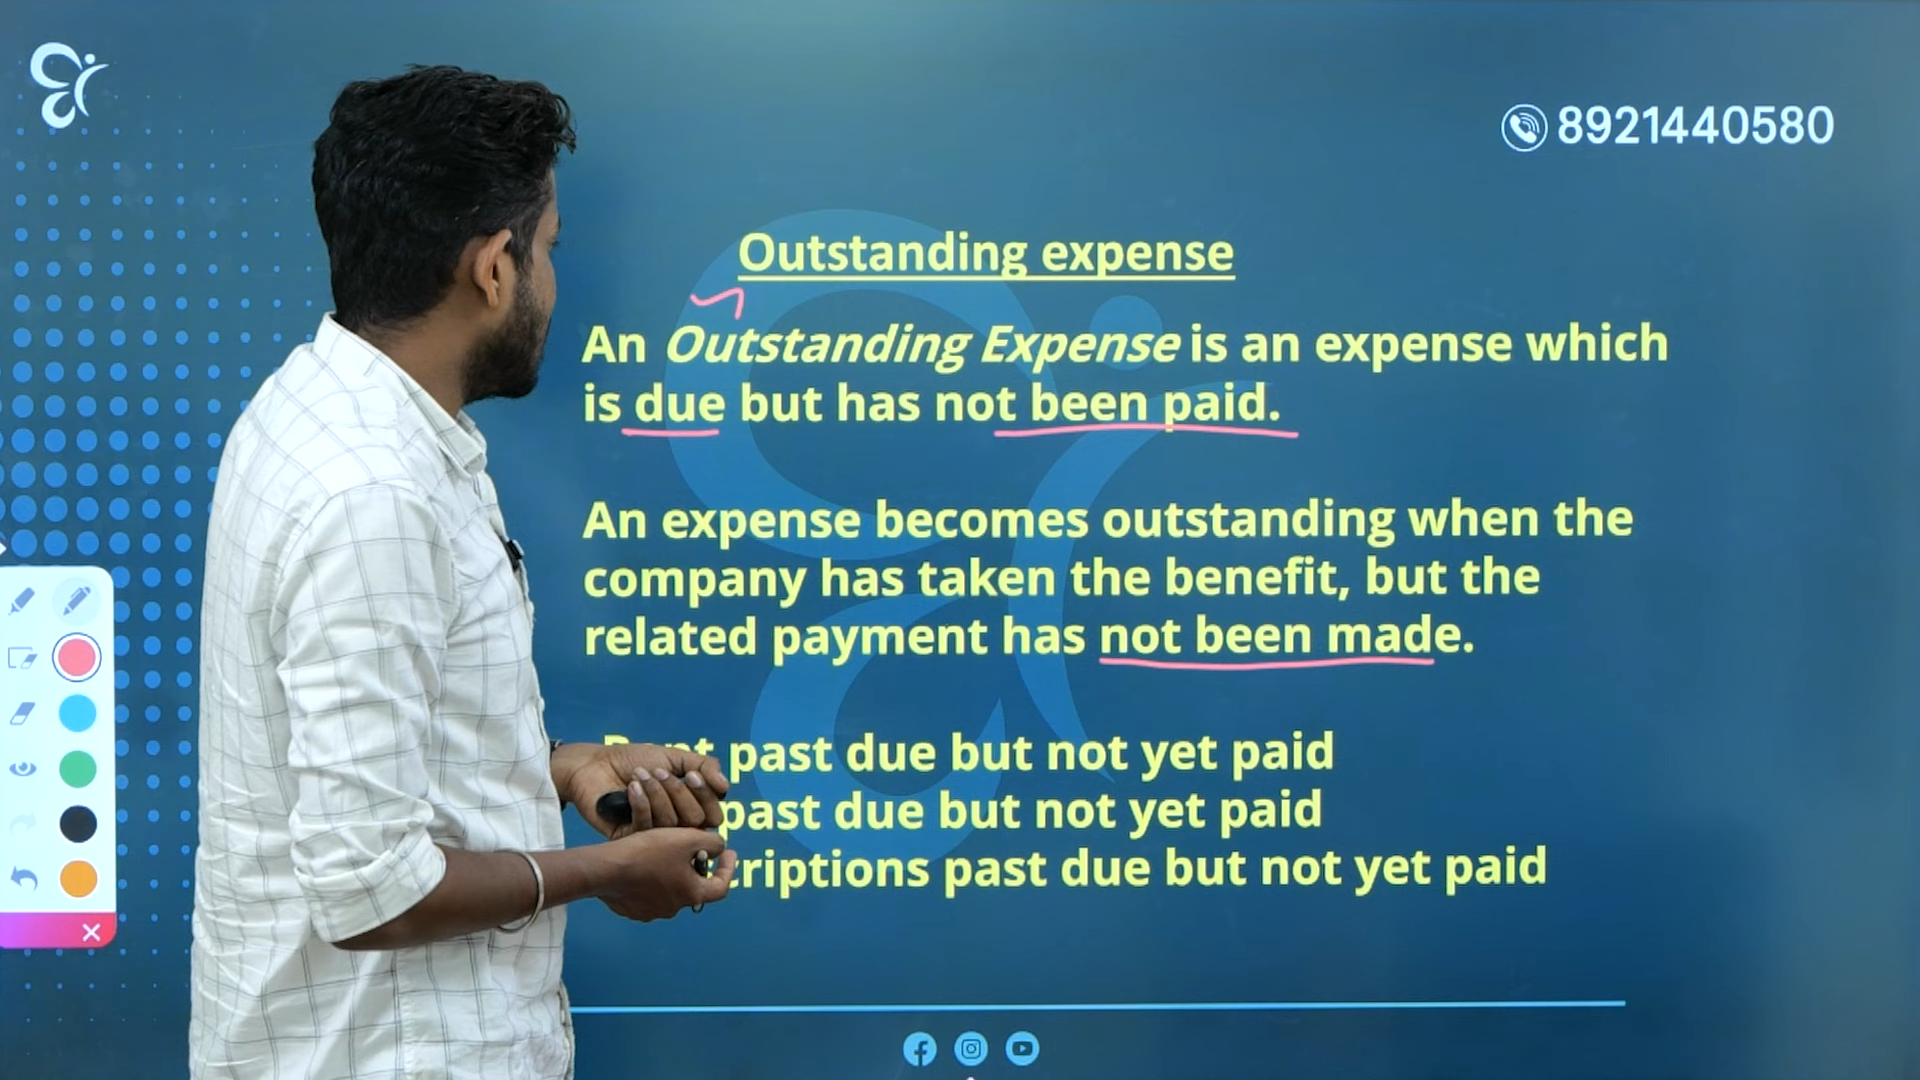 8921440580
Outstanding expense
An Outstanding Expense is an expense which
is due but has not been paid.
An expense becomes outstanding when the
company has taken the benefit, but the
related payment has not been made.
past due but not yet paid
past due but not yet paid
past due but not yet paid